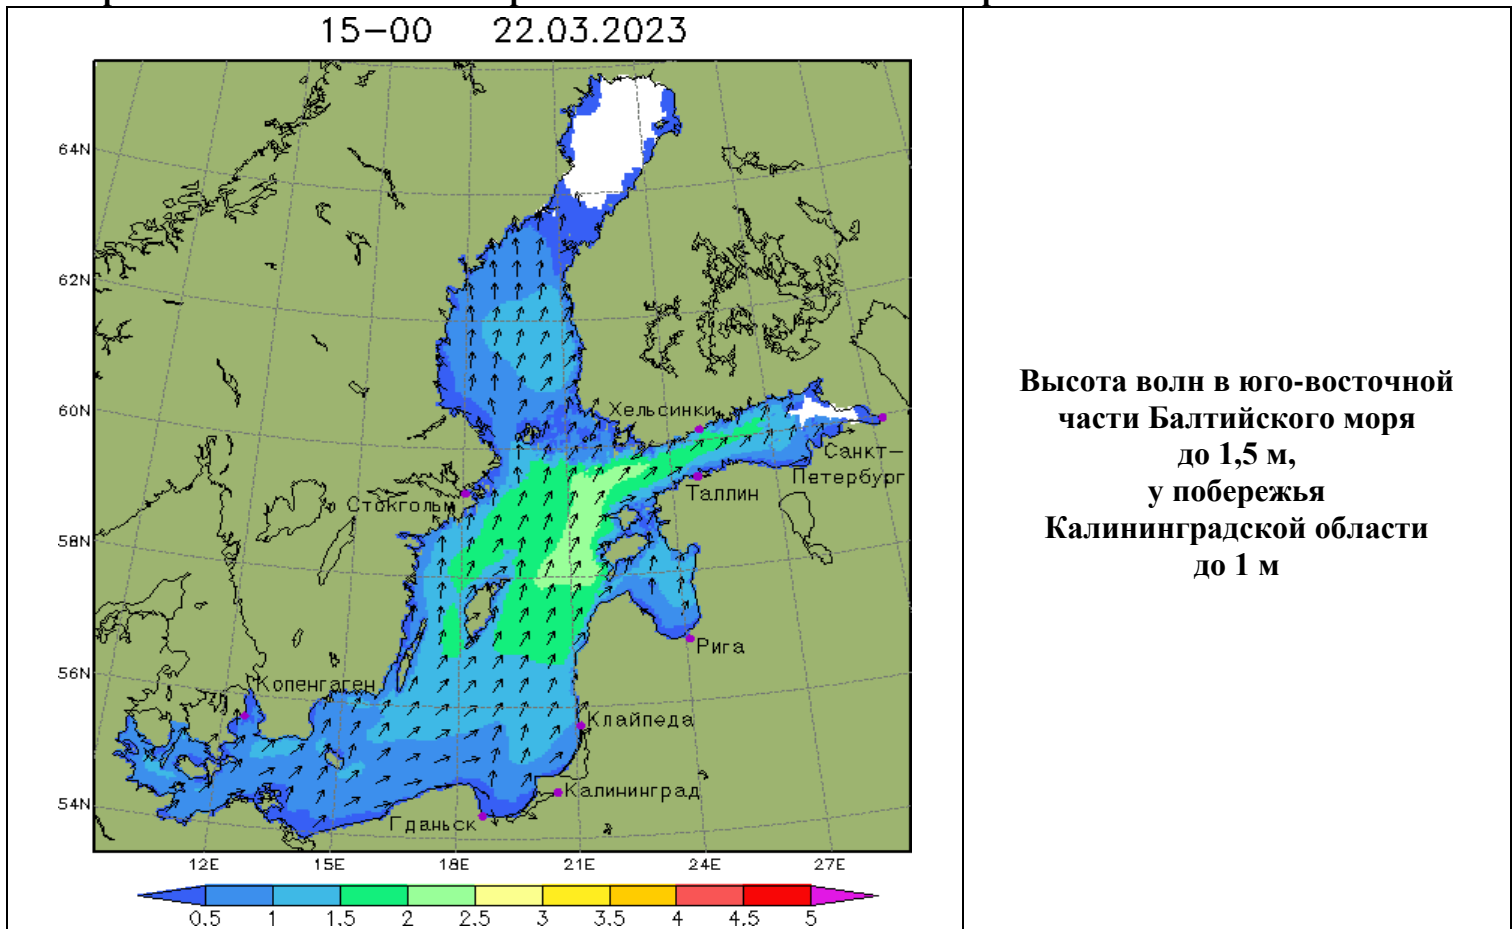 15-00 22.03.2023
64N
62N
60N
58N
56N
54N
Хельсинки
Санкт-
Петербург
Таллин
Стокгольм
Рига
Копенгаген
Клайпеда
Калининград
Гданьск
12E 15E 18E 21E 24E 27E
0.5 1 1.5 2 2.5 3 3.5 4 4.5 5
Высота волн в юго-восточной
части Балтийского моря
до 1,5 м,
у побережья
Калининградской области
до 1 м